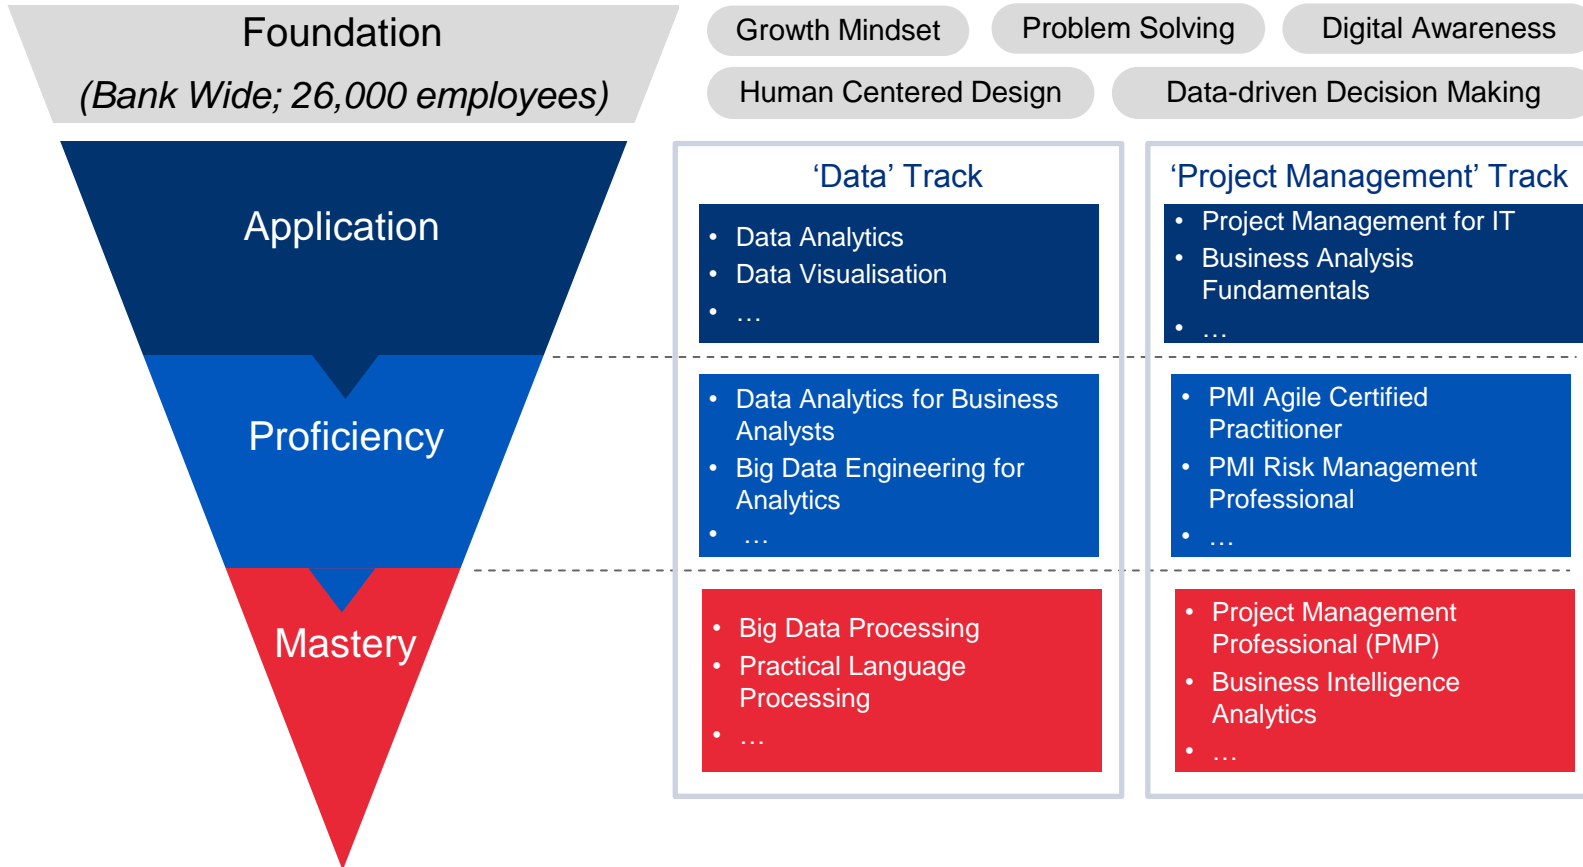 Foundation
(Bank Wide; 26,000 employees)
Growth Mindset
Problem Solving
Digital Awareness
Human Centered Design
Data-driven Decision Making
Application
Proficiency
Mastery
‘Data’ Track
• Data Analytics
• Data Visualisation
• …
• Data Analytics for Business
Analysts
• Big Data Engineering for
Analytics
• …
• Big Data Processing
• Practical Language
Processing
• …
‘Project Management’ Track
• Project Management for IT
• Business Analysis
Fundamentals
• …
• PMI Agile Certified
Practitioner
• PMI Risk Management
Professional
• …
• Project Management
Professional (PMP)
• Business Intelligence
Analytics
• …